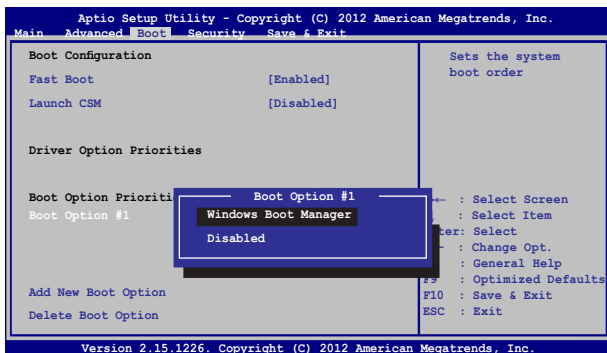 Aptio Setup Utility - Copyright (C) 2012 American Megatrends, Inc.
Main Advanced Boot Security Save & Exit
Boot Configuration
Fast Boot [Enabled]
Launch CSM [Disabled]
Driver Option Priorities
Boot Option Prioriti
Boot Option #1
Add New Boot Option
Delete Boot Option
Boot Option #1
Windows Boot Manager
Disabled
Sets the system
boot order
←  : Select Screen
: Select Item
ter: Select
- : Change Opt.
: General Help
F9 : Optimized Defaults
F10 : Save & Exit
ESC : Exit
Version 2.15.1226. Copyright (C) 2012 American Megatrends, Inc.